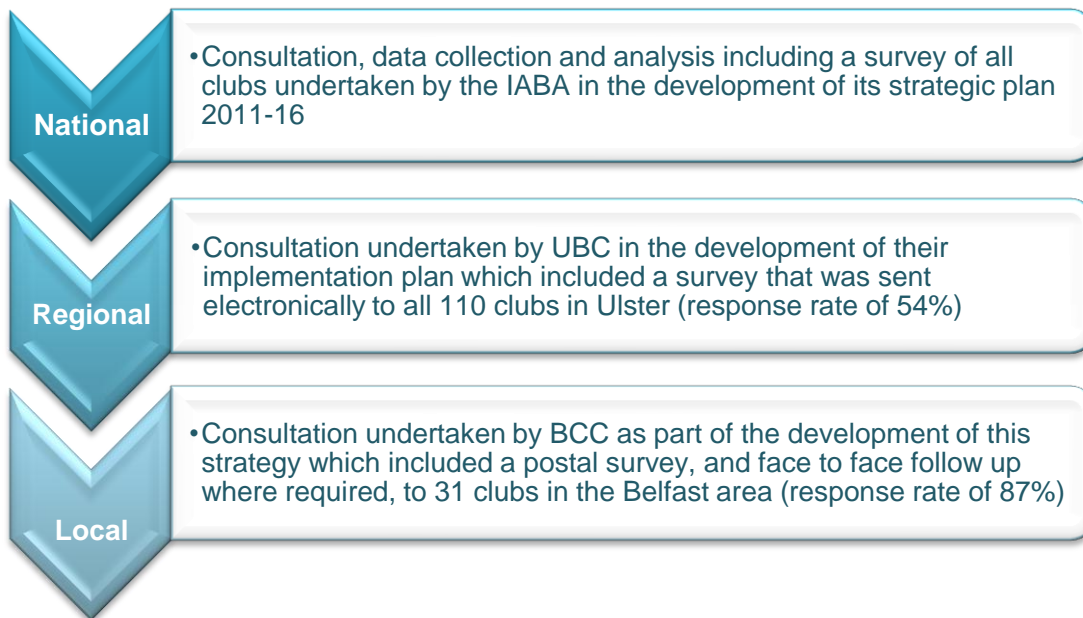 National
•Consultation, data collection and analysis including a survey of all
clubs undertaken by the IABA in the development of its strategic plan
2011-16
Regional
•Consultation undertaken by UBC in the development of their
implementation plan which included a survey that was sent
electronically to all 110 clubs in Ulster (response rate of 54%)
Local
•Consultation undertaken by BCC as part of the development of this
strategy which included a postal survey, and face to face follow up
where required, to 31 clubs in the Belfast area (response rate of 87%)